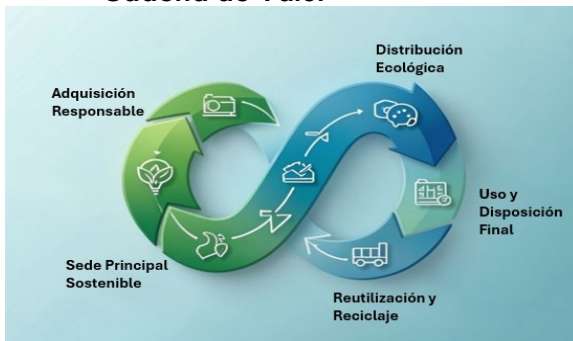 Distribución
Ecológica
Adquisición
Responsable
Uso y
Disposición
Final
Sede Principal
Sostenible
Reutilización y
Reciclaje